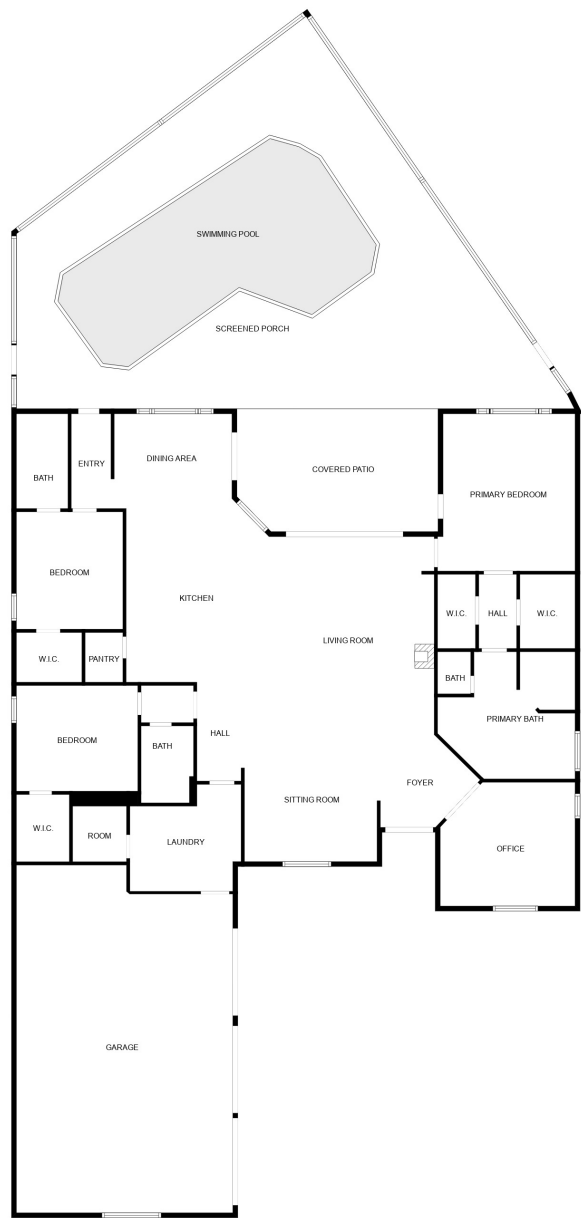 SWIMMING POOL
SCREENED PORCH
DINING AREA
ENTRY
COVERED PATIO
BATH
PRIMARY BEDROOM
BEDROOM
KITCHEN
W.I.C.
HALL
W.I.C.
LIVING ROOM
W.I.C.
PANTRY
BATH
PRIMARY BATH
BEDROOM
HALL
BATH
FOYER
SITTING ROOM
W.I.C.
ROOM
LAUNDRY
OFFICE
GARAGE